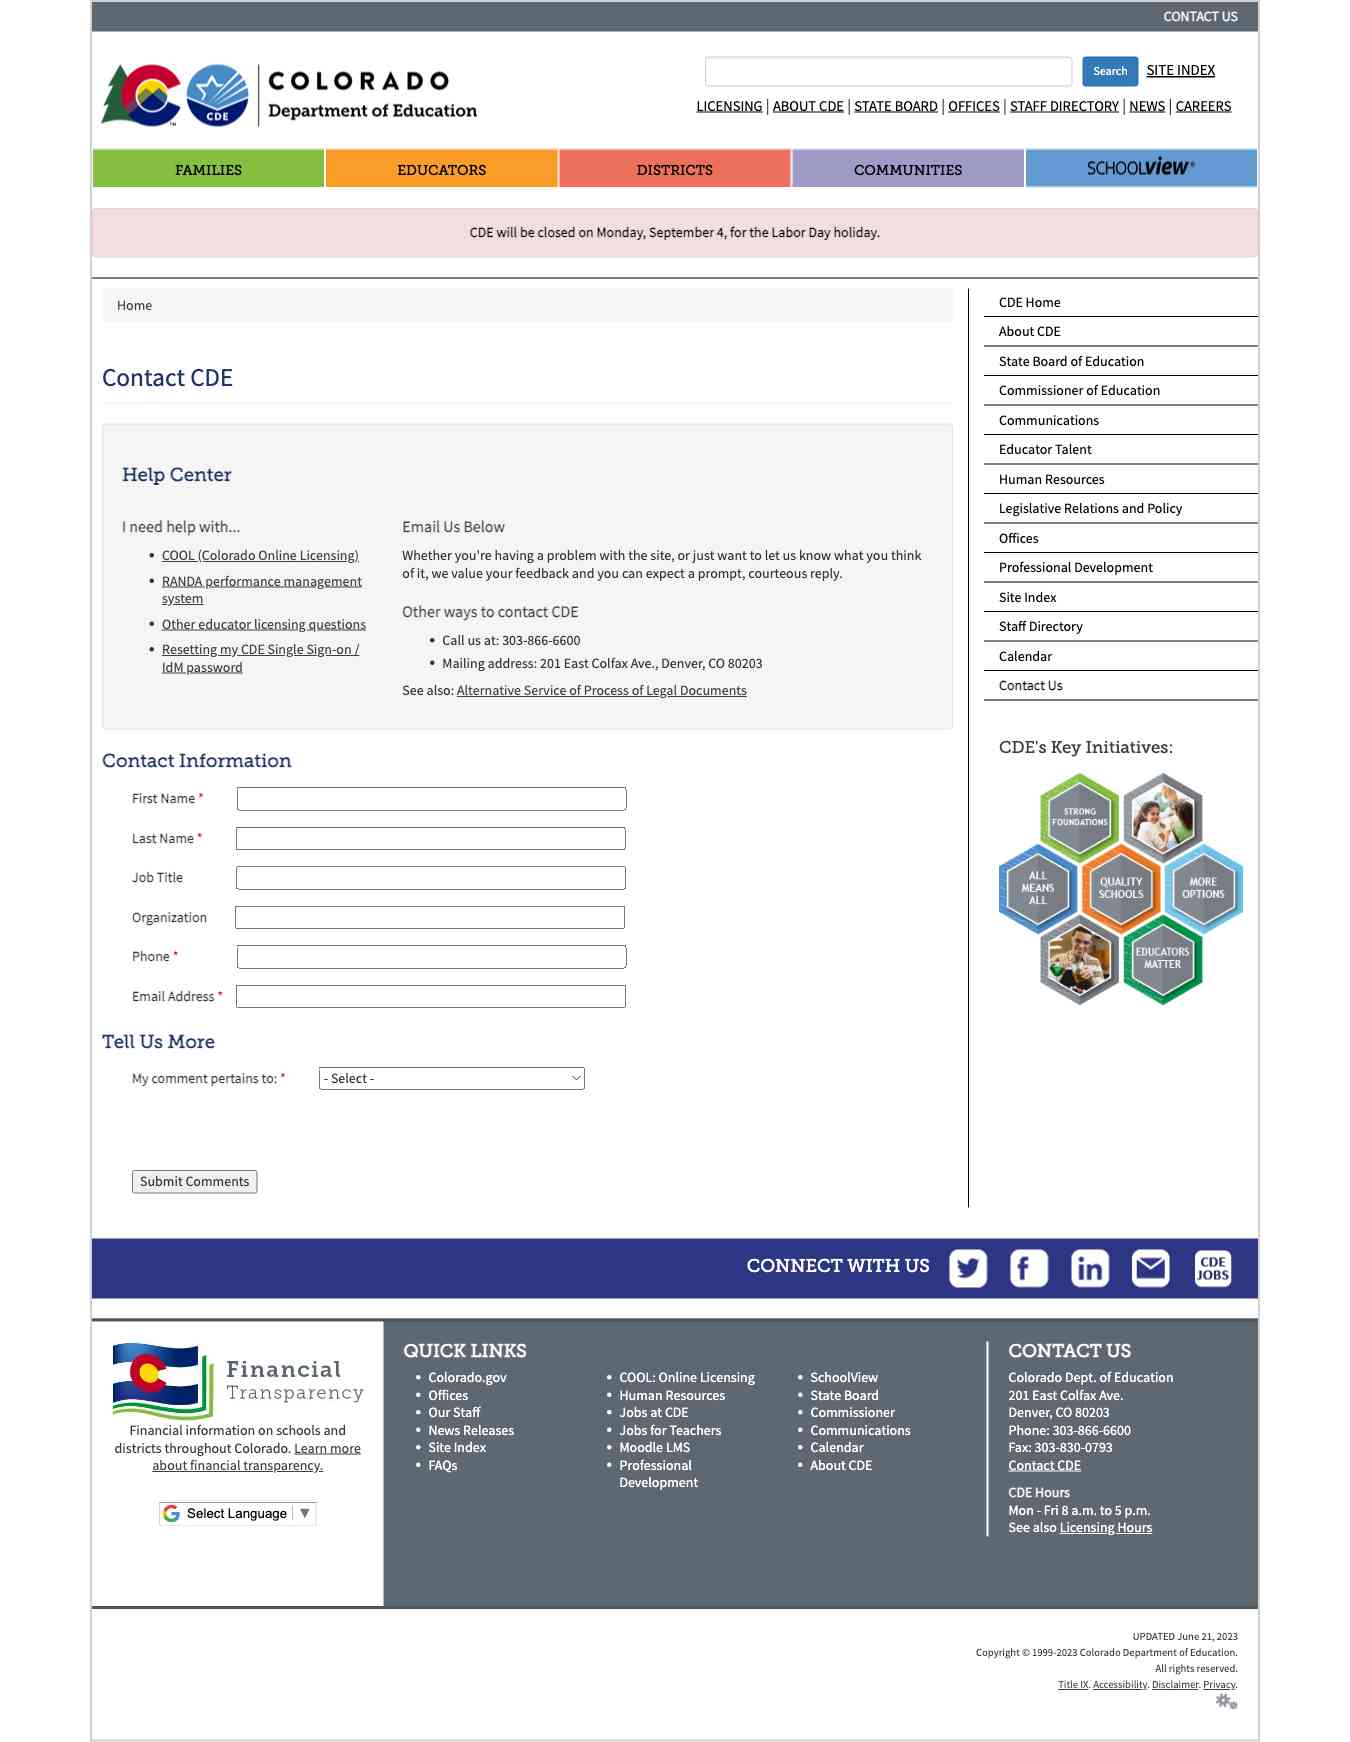 CONTACT US
COLORADO
Department of Education
CDE
™
Search
SITE INDEX
LICENSING | ABOUT CDE | STATE BOARD | OFFICES | STAFF DIRECTORY | NEWS | CAREERS
FAMILIES
EDUCATORS
DISTRICTS
COMMUNITIES
SCHOOLview®
CDE will be closed on Monday, September 4, for the Labor Day holiday.
Home
Contact CDE
Help Center
I need help with...
• COOL (Colorado Online Licensing)
• RANDA performance management
system
• Other educator licensing questions
• Resetting my CDE Single Sign-on /
IdM password
Email Us Below
Whether you're having a problem with the site, or just want to let us know what you think
of it, we value your feedback and you can expect a prompt, courteous reply.
Other ways to contact CDE
• Call us at: 303-866-6600
• Mailing address: 201 East Colfax Ave., Denver, CO 80203
See also: Alternative Service of Process of Legal Documents
Contact Information
First Name *
Last Name *
Job Title
Organization
Phone *
Email Address *
Tell Us More
My comment pertains to: *
- Select -
Submit Comments
CDE Home
About CDE
State Board of Education
Commissioner of Education
Communications
Educator Talent
Human Resources
Legislative Relations and Policy
Offices
Professional Development
Site Index
Staff Directory
Calendar
Contact Us
CDE's Key Initiatives:
STRONG
FOUNDATIONS
ALL
MEANS
ALL
QUALITY
SCHOOLS
MORE
OPTIONS
EDUCATORS
MATTER
CONNECT WITH US
CDE
JOBS
Financial
Transparency
Financial information on schools and
districts throughout Colorado. Learn more
about financial transparency.
Select Language ▼
QUICK LINKS
• Colorado.gov
• Offices
• Our Staff
• News Releases
• Site Index
• FAQs
• COOL: Online Licensing
• Human Resources
• Jobs at CDE
• Jobs for Teachers
• Moodle LMS
• Professional
Development
• SchoolView
• State Board
• Commissioner
• Communications
• Calendar
• About CDE
CONTACT US
Colorado Dept. of Education
201 East Colfax Ave.
Denver, CO 80203
Phone: 303-866-6600
Fax: 303-830-0793
Contact CDE
CDE Hours
Mon - Fri 8 a.m. to 5 p.m.
See also Licensing Hours
UPDATED June 21, 2023
Copyright © 1999-2023 Colorado Department of Education.
All rights reserved.
Title IX. Accessibility. Disclaimer. Privacy.